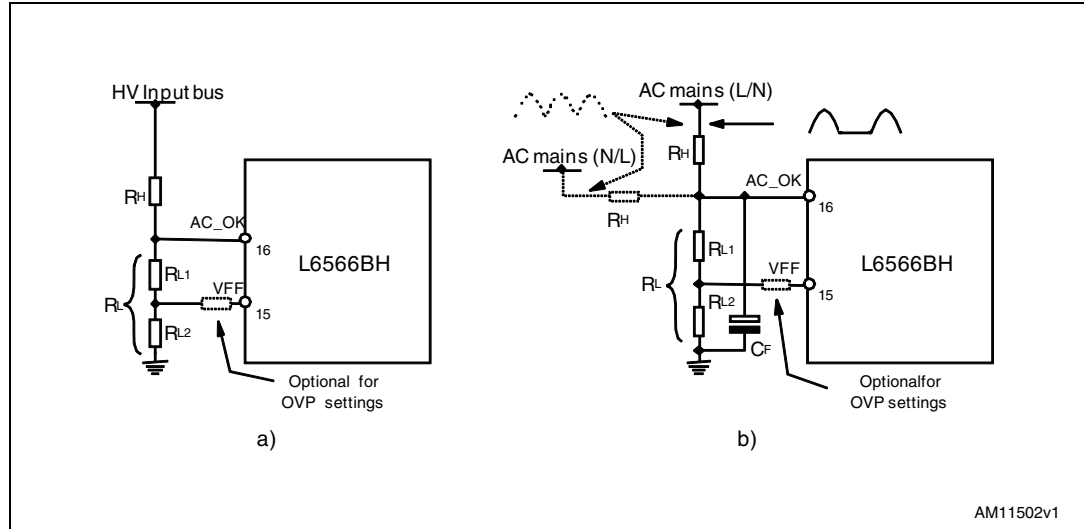 HV Input bus
RH
AC_OK
16
RL1
RL
VFF
15
RL2
L6566BH
Optional for
OVP settings
a)
AC mains (L/N)
RH
AC mains (N/L)
RH
AC_OK
16
RL1
RL
VFF
15
RL2
CF
L6566BH
Optionalfor
OVP settings
b)
AM11502v1